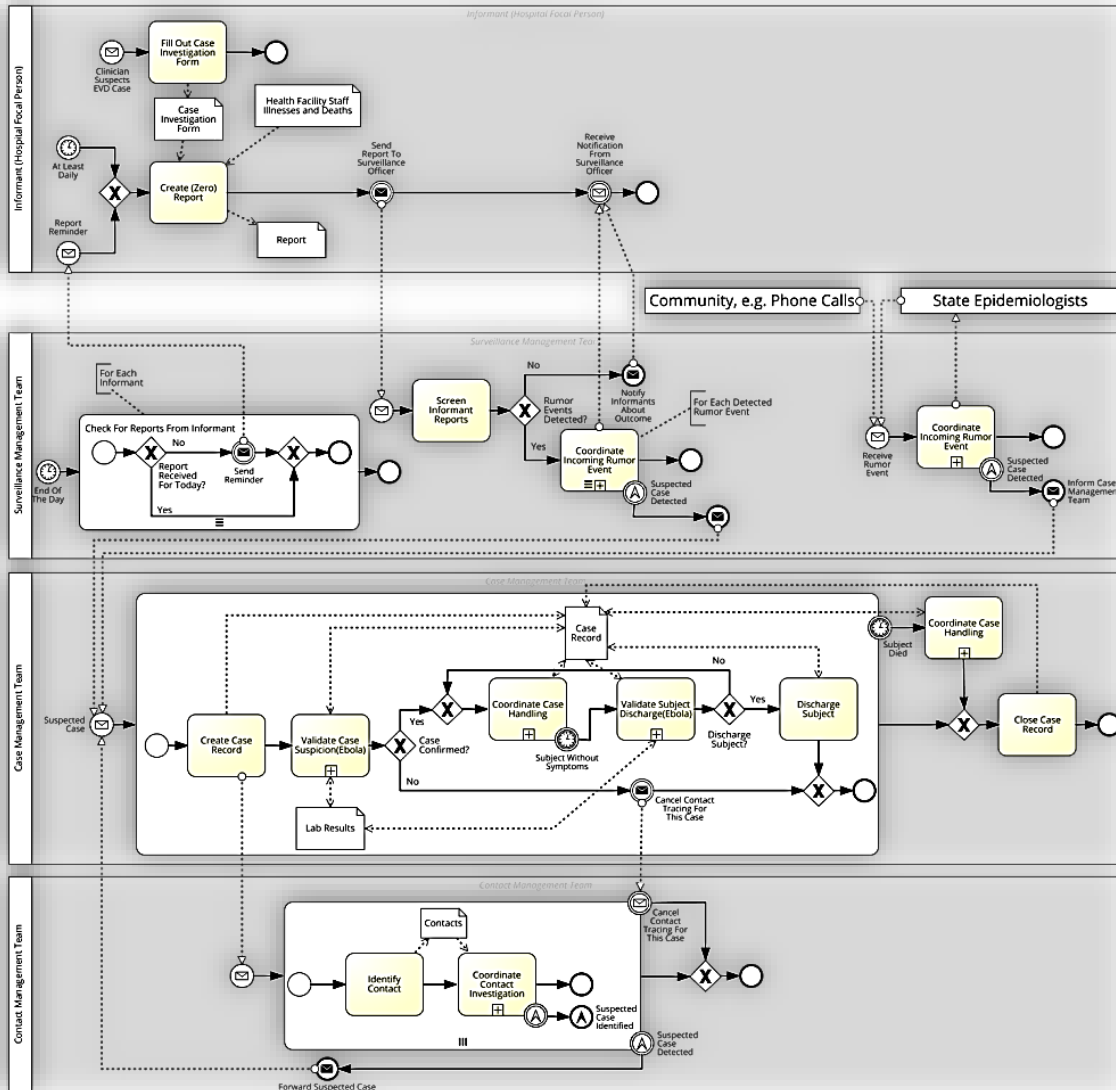 Informant (Hospital Focal Person)
Informant (Hospital Focal Person)
Fill Out Case
Investigation
Form
Clinician
Suspects
EVD Case
Case
Investigation
Form
Health Facility Staff
Illnesses and Deaths
At Least
Daily
Create (Zero)
Report
Send
Report To
Surveillance
Officer
Receive
Notification
From
Surveillance
Officer
Report
Reminder
Report
Community, e.g. Phone Calls
State Epidemiologists
Surveillance Management Team
Surveillance Management Team
For Each
Informant
Check For Reports From Informant
No
Report
Received
For Today?
Send
Reminder
Yes
End Of
The Day
Screen
Informant
Reports
No
Rumor
Events
Detected?
Yes
Notify
Informants
About
Outcome
For Each Detected
Rumor Event
Coordinate
Incoming Rumor
Event
Suspected
Case
Detected
Receive
Rumor
Event
Coordinate
Incoming Rumor
Event
Suspected
Case
Detected
Inform Case
Management
Team
Case Management Team
Case Management Team
Case
Record
Subject
Died
Coordinate Case
Handling
Suspected
Case
Create Case
Record
Validate Case
Suspicion(Ebola)
Yes
Case
Confirmed?
No
Coordinate Case
Handling
Subject Without
Symptoms
Validate Subject
Discharge(Ebola)
No
Yes
Discharge
Subject?
Discharge
Subject
Close Case
Record
Cancel Contact
Tracing For
This Case
Lab Results
Contact Management Team
Contact Management Team
Contacts
Cancel
Contact
Tracing For
This Case
Identify
Contact
Coordinate
Contact
Investigation
Suspected
Case
Identified
Suspected
Case
Detected
Forward Suspected Case